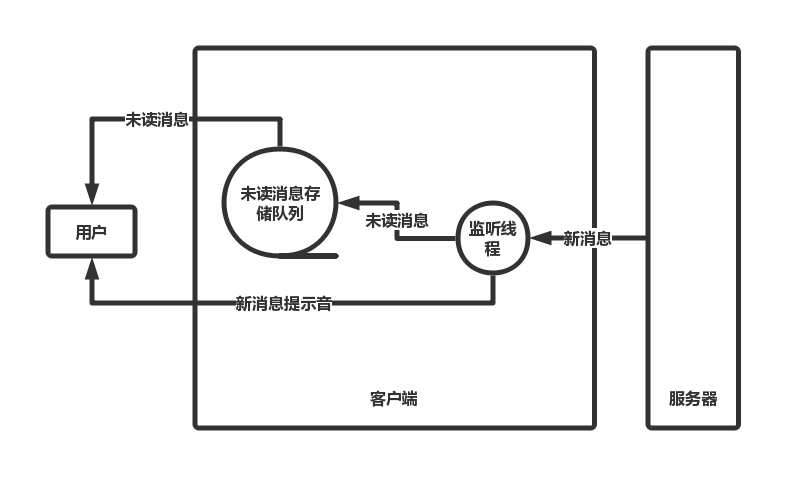 未读消息
未读消息存
储队列
未读消息
监听线
程
新消息
用户
新消息提示音
客户端
服务器